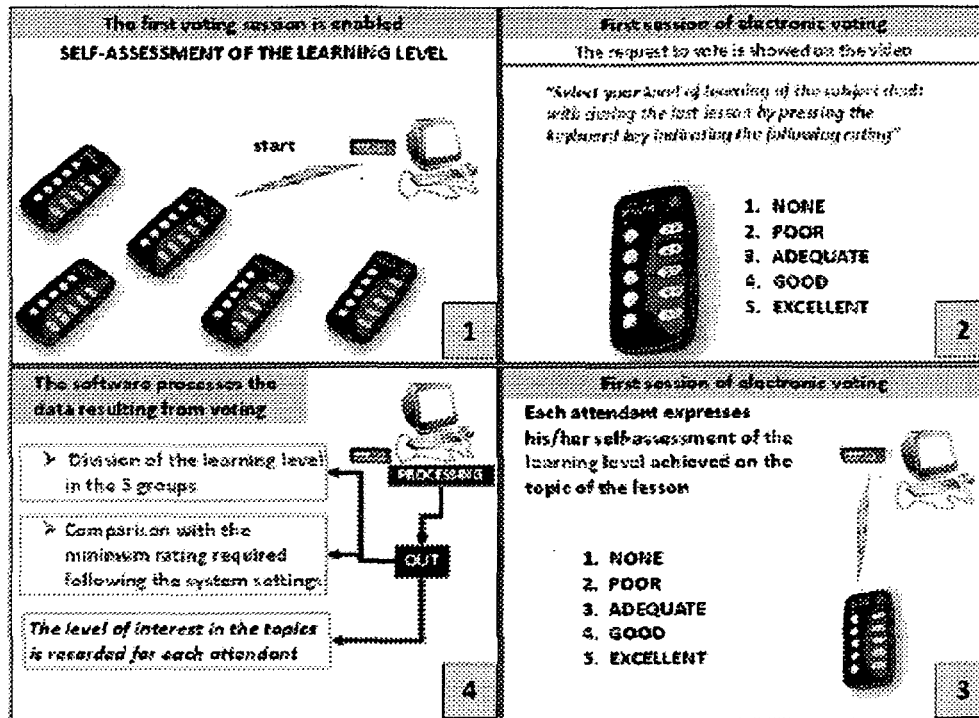 The first voting session is enabled
SELF-ASSESSMENT OF THE LEARNING LEVEL
start
1
First session of electronic voting
The request to vote is showed on the video
"Select your level of learning of the subject dealt
with during the last lesson by pressing the
keyboard key indicating the following rating"
1. NONE
2. POOR
3. ADEQUATE
4. GOOD
5. EXCELLENT
2
First session of electronic voting
Each attendant expresses
his/her self-assessment of the
learning level achieved on the
topic of the lesson
1. NONE
2. POOR
3. ADEQUATE
4. GOOD
5. EXCELLENT
3
The software processes the
data resulting from voting
PROCESSING
➢ Division of the learning level
in the 5 groups
➢ Comparison with the
minimum rating required
following the system settings
OUT
The level of interest in the topics
is recorded for each attendant
4